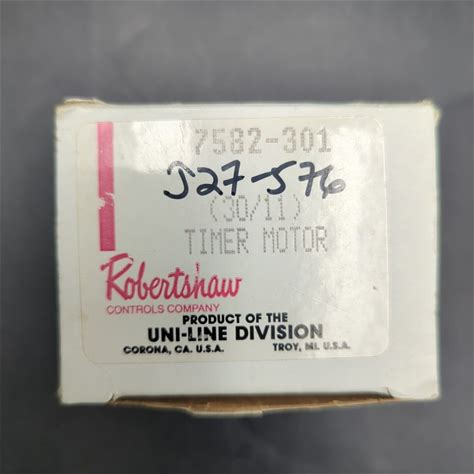 7582-301
J27-576
(30/11)
TIMER MOTOR
Robertshaw
CONTROLS COMPANY
PRODUCT OF THE
UNI-LINE DIVISION
CORONA, CA. U.S.A. TROY, MI. U.S.A.